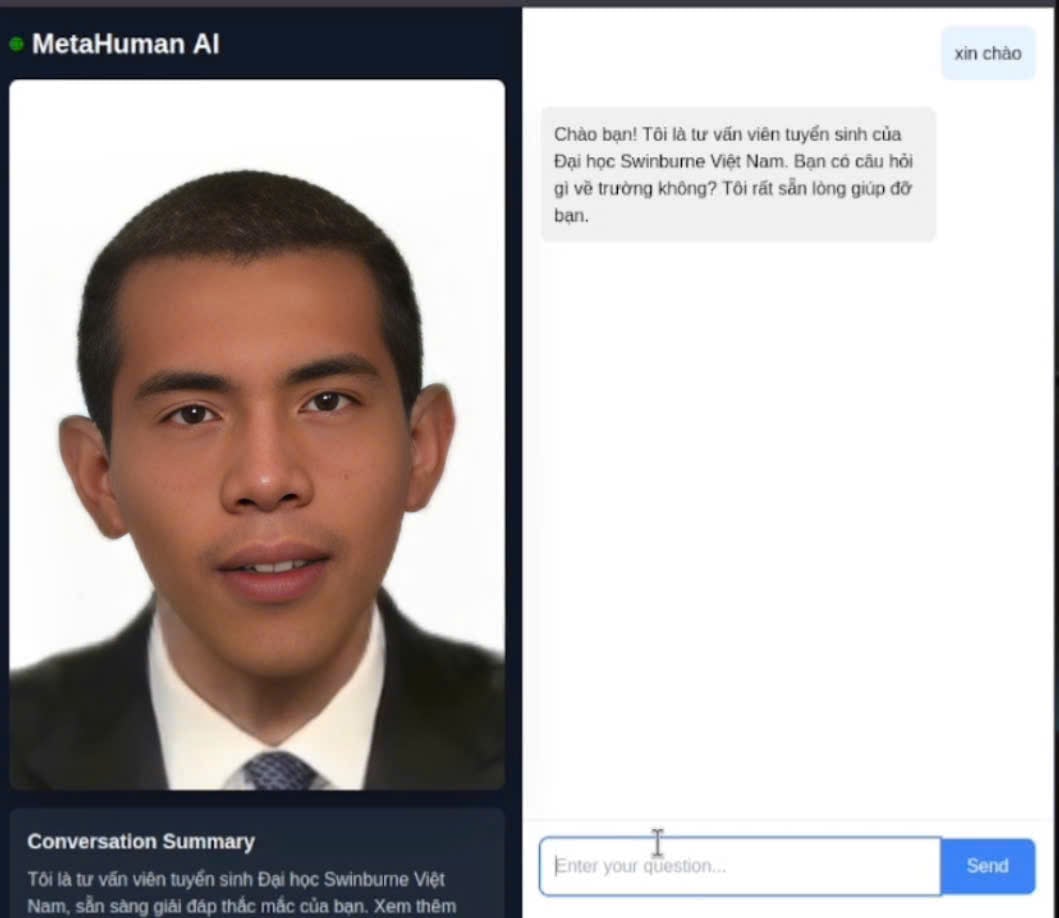 MetaHuman AI
xin chào
Chào bạn! Tôi là tư vấn viên tuyển sinh của
Đại học Swinburne Việt Nam. Bạn có câu hỏi
gì về trường không? Tôi rất sẵn lòng giúp đỡ
bạn.
Conversation Summary
Tôi là tư vấn viên tuyển sinh Đại học Swinburne Việt
Nam, sẵn sàng giải đáp thắc mắc của bạn. Xem thêm
Enter your question...
Send